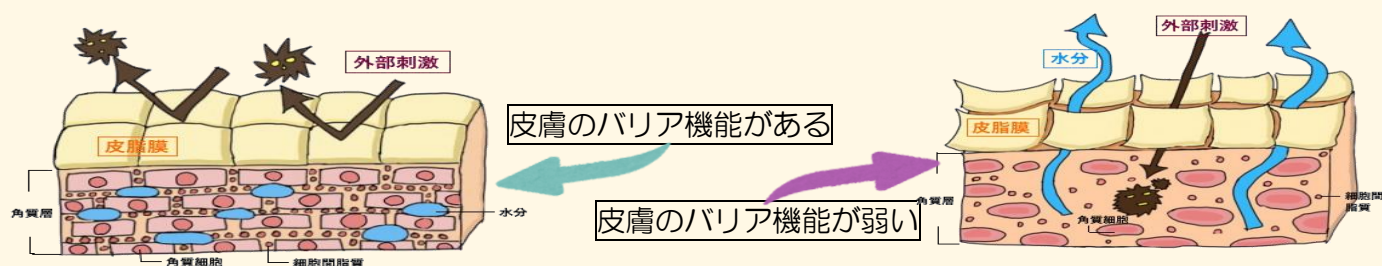 外部刺激
皮脂膜
角質層
水分
角質細胞
細胞間脂質
皮膚のバリア機能がある
皮膚のバリア機能が弱い
外部刺激
水分
皮脂膜
角質層
角質細胞
細胞間
脂質